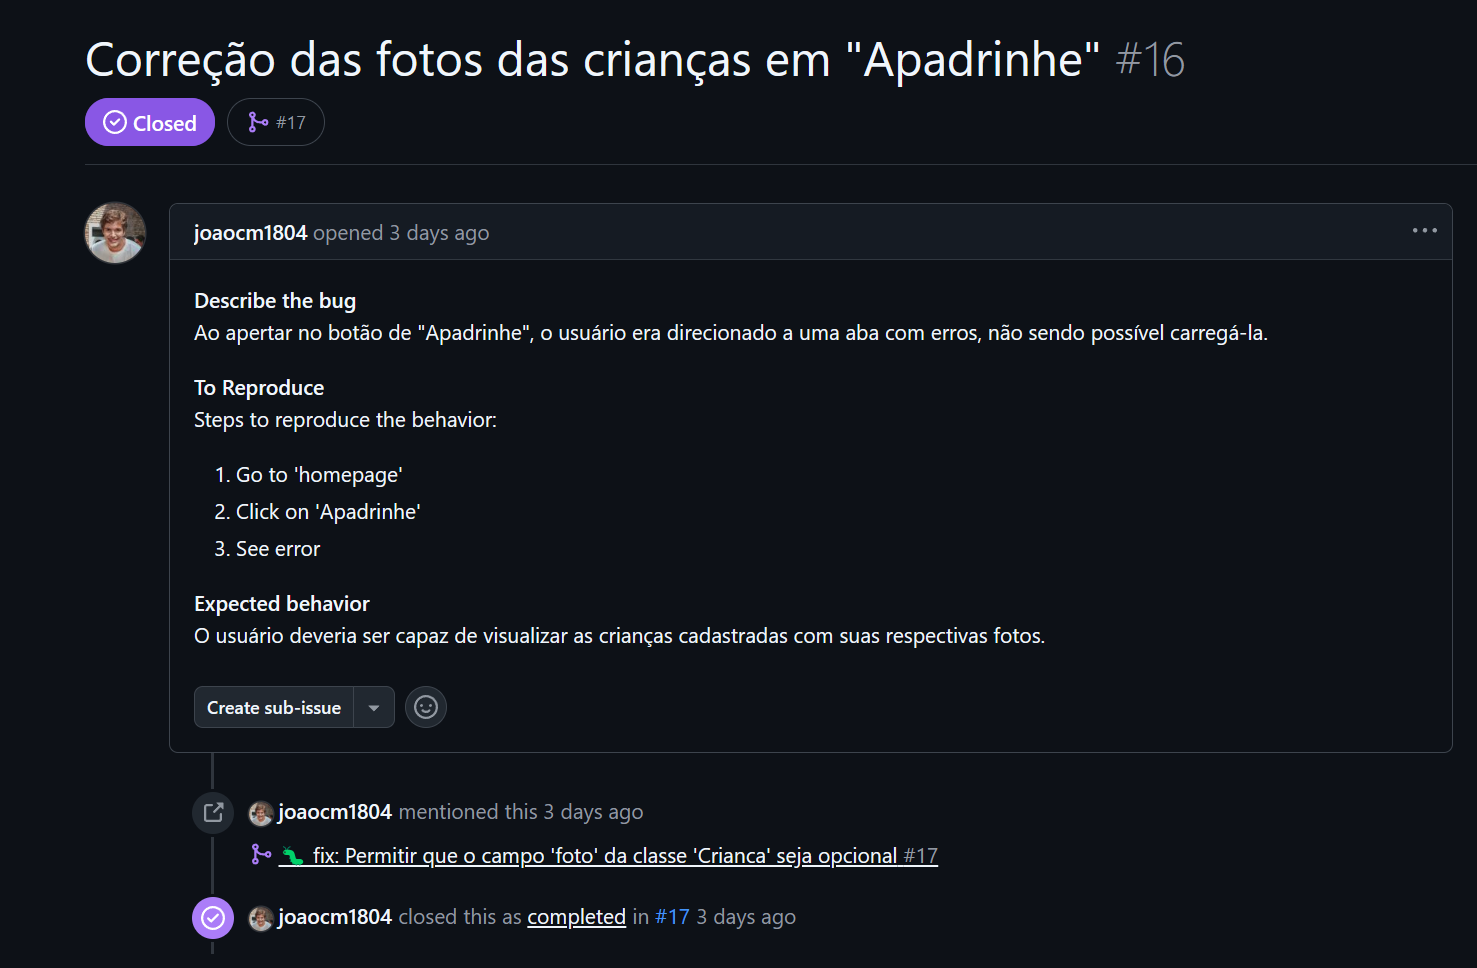 Correção das fotos das crianças em "Apadrinhe" #16
Closed #17
joaocm1804 opened 3 days ago
Describe the bug
Ao apertar no botão de "Apadrinhe", o usuário era direcionado a uma aba com erros, não sendo possível carregá-la.
To Reproduce
Steps to reproduce the behavior:
1. Go to 'homepage'
2. Click on 'Apadrinhe'
3. See error
Expected behavior
O usuário deveria ser capaz de visualizar as crianças cadastradas com suas respectivas fotos.
Create sub-issue
joaocm1804 mentioned this 3 days ago
🐛 fix: Permitir que o campo 'foto' da classe 'Crianca' seja opcional #17
joaocm1804 closed this as completed in #17 3 days ago